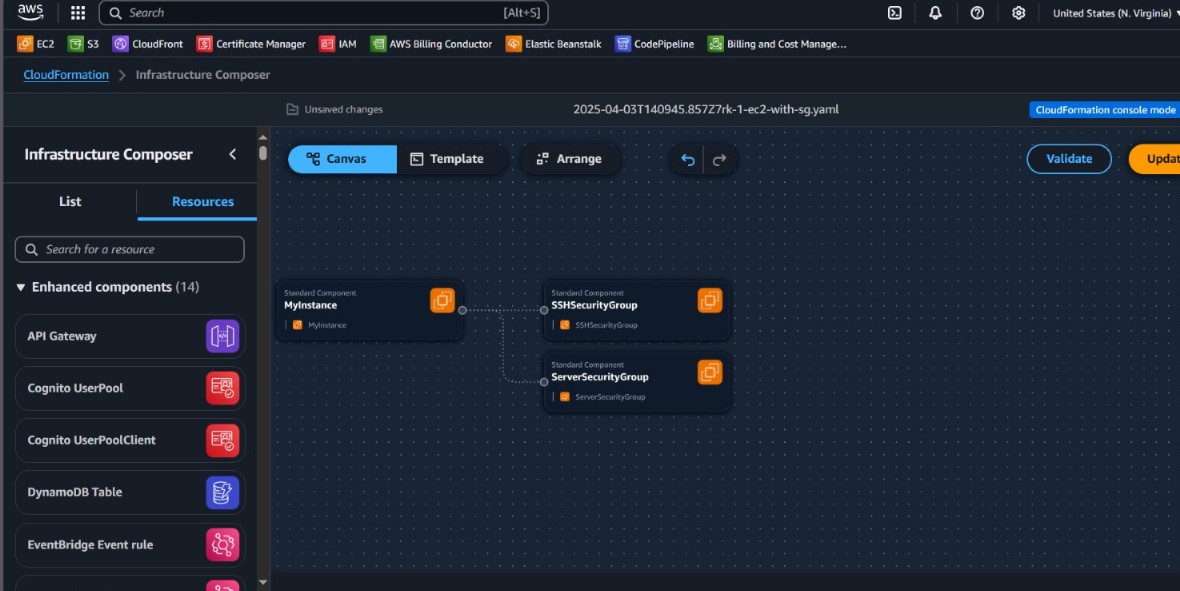 aws
Search [Alt+S] United States (N. Virginia)
EC2 S3 CloudFront Certificate Manager IAM AWS Billing Conductor Elastic Beanstalk CodePipeline Billing and Cost Manage...
CloudFormation > Infrastructure Composer
Unsaved changes 2025-04-03T140945.857Z7rk-1-ec2-with-sg.yaml CloudFormation console mode
Infrastructure Composer
Canvas Template Arrange Validate Updat
List Resources
Search for a resource
Enhanced components (14)
API Gateway
Cognito UserPool
Cognito UserPoolClient
DynamoDB Table
EventBridge Event rule
Standard Component
MyInstance
MyInstance
Standard Component
SSHSecurityGroup
SSHSecurityGroup
Standard Component
ServerSecurityGroup
ServerSecurityGroup